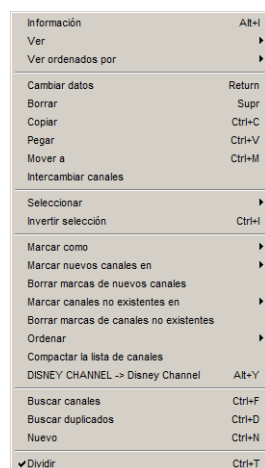 Información Alt+I
Ver
Ver ordenados por
Cambiar datos Return
Borrar Supr
Copiar Ctrl+C
Pegar Ctrl+V
Mover a Ctrl+M
Intercambiar canales
Seleccionar
Invertir selección Ctrl+I
Marcar como
Marcar nuevos canales en
Borrar marcas de nuevos canales
Marcar canales no existentes en
Borrar marcas de canales no existentes
Ordenar
Compactar la lista de canales
DISNEY CHANNEL -> Disney Channel Alt+Y
Buscar canales Ctrl+F
Buscar duplicados Ctrl+D
Nuevo Ctrl+N
Dividir Ctrl+T